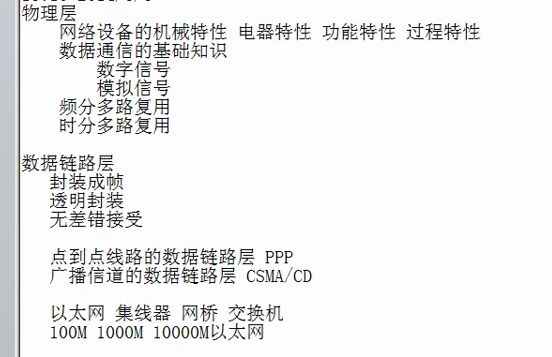 物理层
网络设备的机械特性 电器特性 功能特性 过程特性
数据通信的基础知识
数字信号
模拟信号
频分多路复用
时分多路复用
数据链路层
封装成帧
透明封装
无差错接受
点到点线路的数据链路层 PPP
广播信道的数据链路层 CSMA/CD
以太网 集线器 网桥 交换机
100M 1000M 10000M以太网